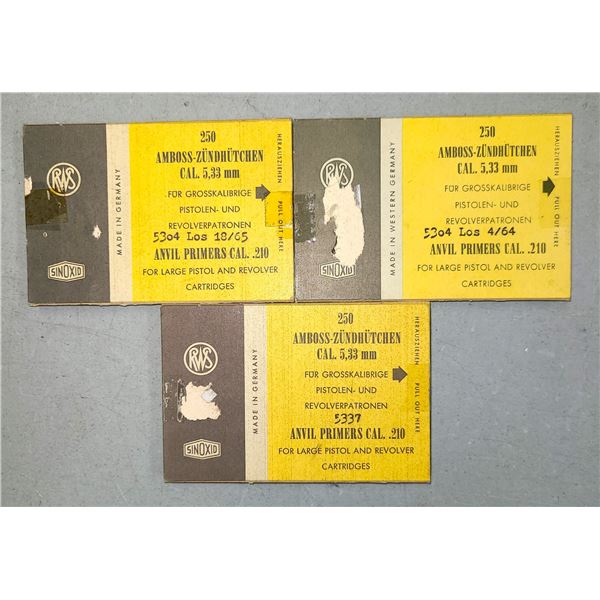 RWS
SINOXID
MADE IN GERMANY
250
AMBOSS-ZÜNDHÜTCHEN
CAL. 5,33 mm
FÜR GROSSKALIBRIGE
PISTOLEN- UND
REVOLVERPATRONEN
5304 Los 18/65
ANVIL PRIMERS CAL. .210
FOR LARGE PISTOL AND REVOLVER
CARTRIDGES
HERAUSZIEHEN PULL OUT HERE
RWS
SINOXID
MADE IN WESTERN GERMANY
250
AMBOSS-ZÜNDHÜTCHEN
CAL. 5,33 mm
FÜR GROSSKALIBRIGE
PISTOLEN- UND
REVOLVERPATRONEN
5304 Los 4/64
ANVIL PRIMERS CAL. .210
FOR LARGE PISTOL AND REVOLVER
CARTRIDGES
HERAUSZIEHEN PULL OUT HERE
RWS
SINOXID
MADE IN GERMANY
250
AMBOSS-ZÜNDHÜTCHEN
CAL. 5,33 mm
FÜR GROSSKALIBRIGE
PISTOLEN- UND
REVOLVERPATRONEN
5337
ANVIL PRIMERS CAL. .210
FOR LARGE PISTOL AND REVOLVER
CARTRIDGES
HERAUSZIEHEN PULL OUT HERE